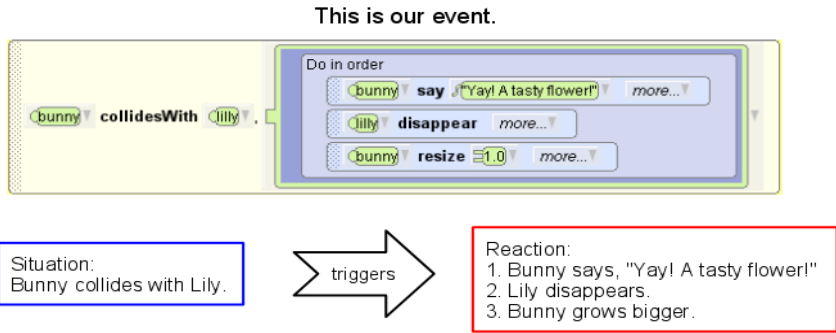 This is our event.
Do in order
bunny say "Yay! A tasty flower!" more...
bunny collidesWith lilly ,
lilly disappear more...
bunny resize 1.0 more...
Situation:
Bunny collides with Lily.
triggers
Reaction:
1. Bunny says, "Yay! A tasty flower!"
2. Lily disappears.
3. Bunny grows bigger.